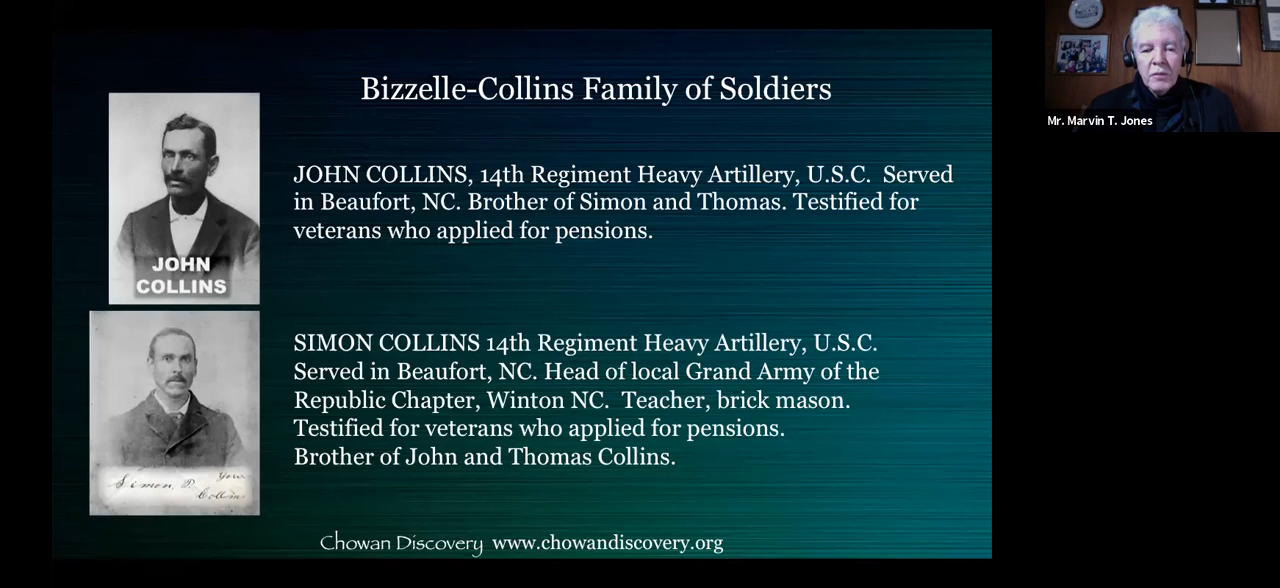 Bizzelle-Collins Family of Soldiers
JOHN COLLINS, 14th Regiment Heavy Artillery, U.S.C. Served
in Beaufort, NC. Brother of Simon and Thomas. Testified for
veterans who applied for pensions.
JOHN
COLLINS
SIMON COLLINS 14th Regiment Heavy Artillery, U.S.C.
Served in Beaufort, NC. Head of local Grand Army of the
Republic Chapter, Winton NC. Teacher, brick mason.
Testified for veterans who applied for pensions.
Brother of John and Thomas Collins.
Simon
Collins
Chowan Discovery www.chowandiscovery.org
Mr. Marvin T. Jones